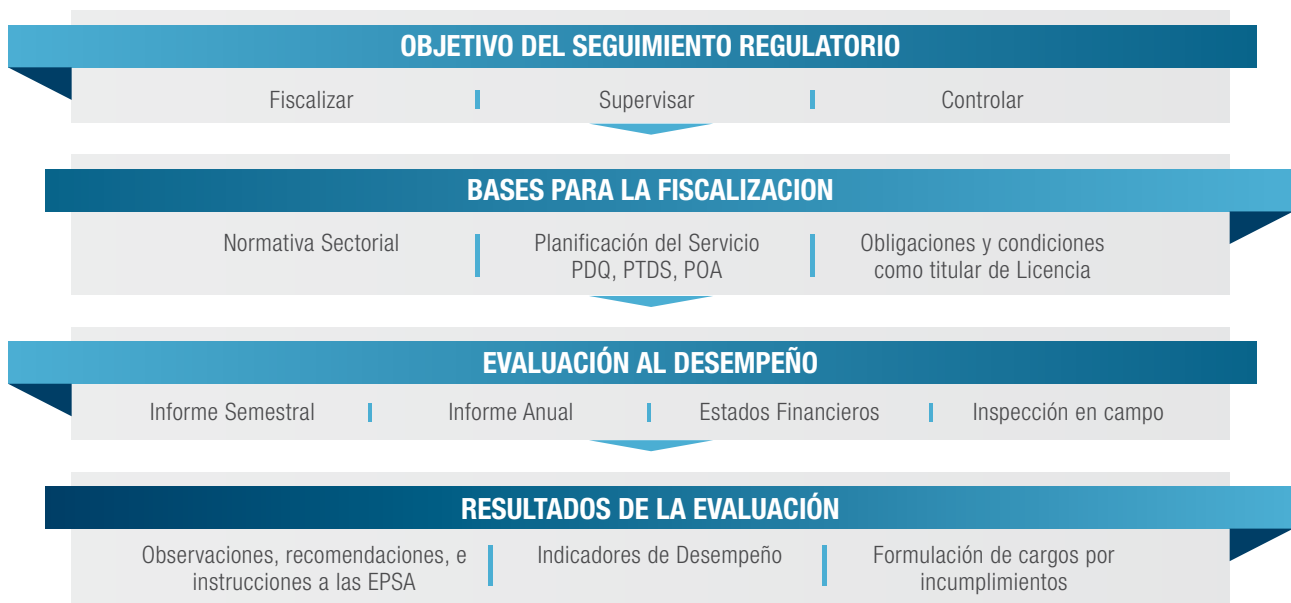 OBJETIVO DEL SEGUIMIENTO REGULATORIO
Fiscalizar
Supervisar
Controlar
BASES PARA LA FISCALIZACION
Normativa Sectorial
Planificación del Servicio
PDQ, PTDS, POA
Obligaciones y condiciones
como titular de Licencia
EVALUACIÓN AL DESEMPEÑO
Informe Semestral
Informe Anual
Estados Financieros
Inspección en campo
RESULTADOS DE LA EVALUACIÓN
Observaciones, recomendaciones, e
instrucciones a las EPSA
Indicadores de Desempeño
Formulación de cargos por
incumplimientos